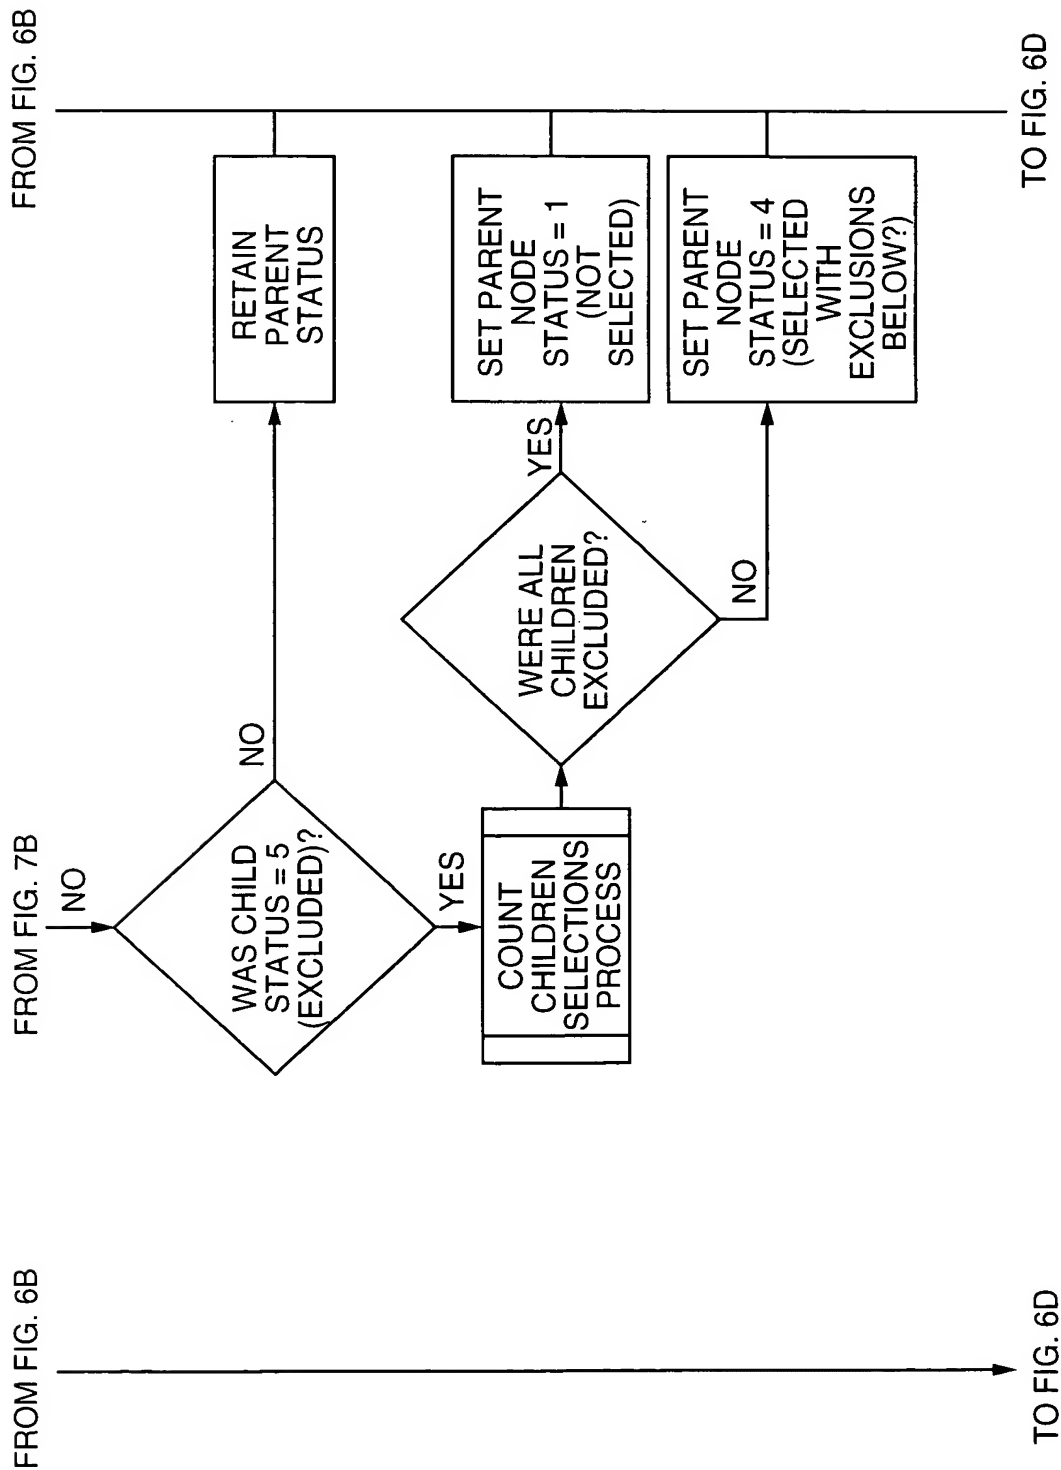 FROM FIG. 6B
FROM FIG. 7B
NO
FROM FIG. 6B
WAS CHILD
STATUS = 5
(EXCLUDED)?
NO
RETAIN
PARENT
STATUS
YES
COUNT
CHILDREN
SELECTIONS
PROCESS
WERE ALL
CHILDREN
EXCLUDED?
YES
SET PARENT
NODE
STATUS = 1
(NOT
SELECTED)
NO
SET PARENT
NODE
STATUS = 4
(SELECTED
WITH
EXCLUSIONS
BELOW?)
TO FIG. 6D
TO FIG. 6D